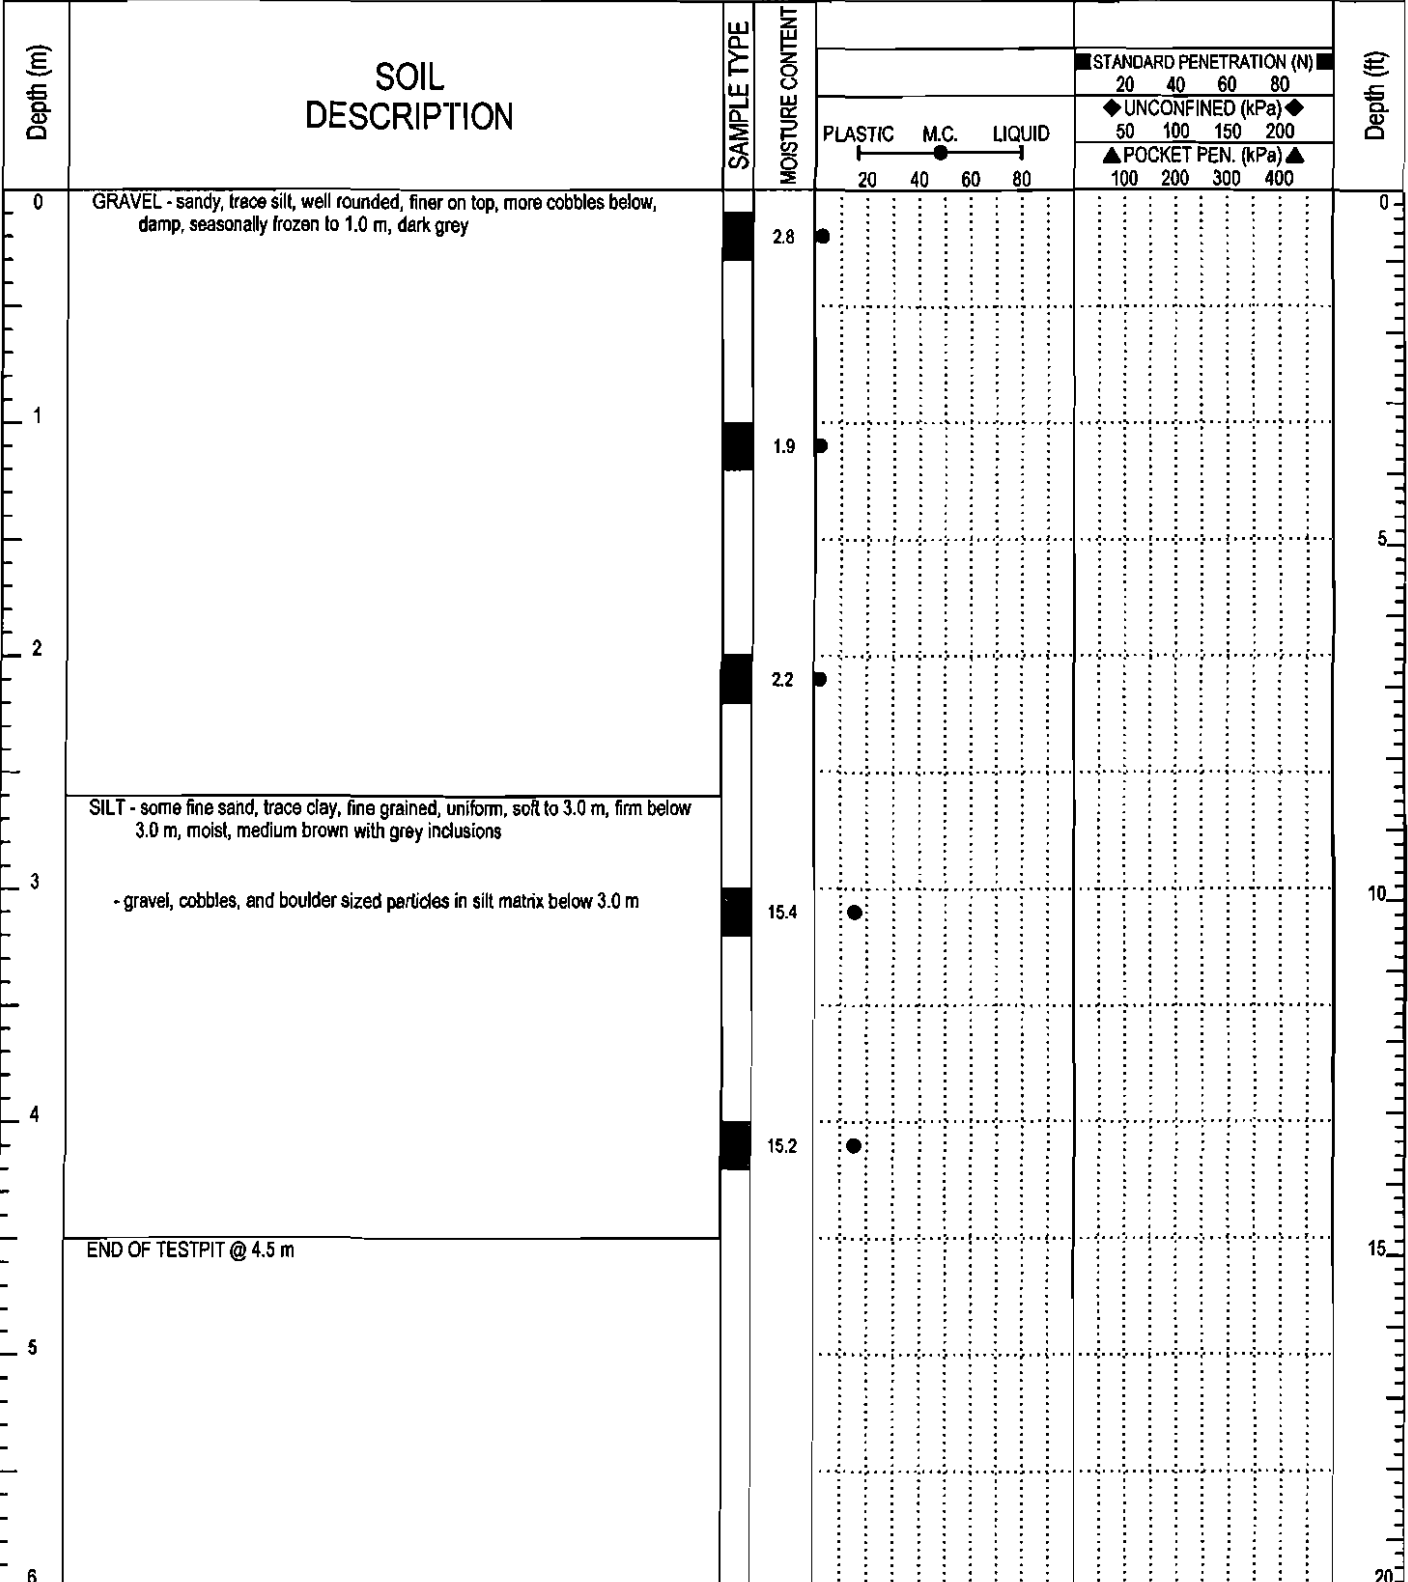 Depth (m)
SOIL
DESCRIPTION
SAMPLE TYPE
MOISTURE CONTENT
PLASTIC M.C. LIQUID
20 40 60 80
STANDARD PENETRATION (N)
20 40 60 80
UNCONFINED (kPa)
50 100 150 200
POCKET PEN. (kPa)
100 200 300 400
Depth (ft)
0
GRAVEL - sandy, trace silt, well rounded, finer on top, more cobbles below,
damp, seasonally frozen to 1.0 m, dark grey
2.8
0
1
1.9
5
2
2.2
SILT - some fine sand, trace clay, fine grained, uniform, soft to 3.0 m, firm below
3.0 m, moist, medium brown with grey inclusions
3
- gravel, cobbles, and boulder sized particles in silt matrix below 3.0 m
15.4
10
4
15.2
END OF TESTPIT @ 4.5 m
15
5
6
20